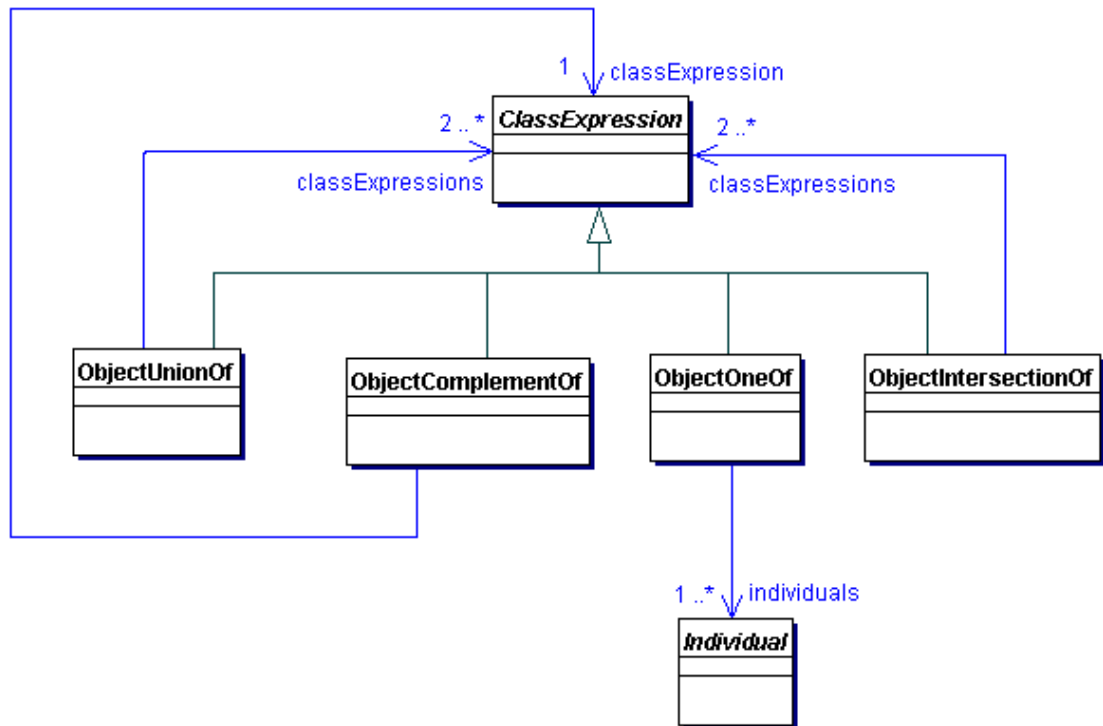 1
classExpression
ClassExpression
2 ..*
2 ..*
classExpressions
classExpressions
ObjectUnionOf
ObjectComplementOf
ObjectOneOf
ObjectIntersectionOf
1 ..*
individuals
Individual